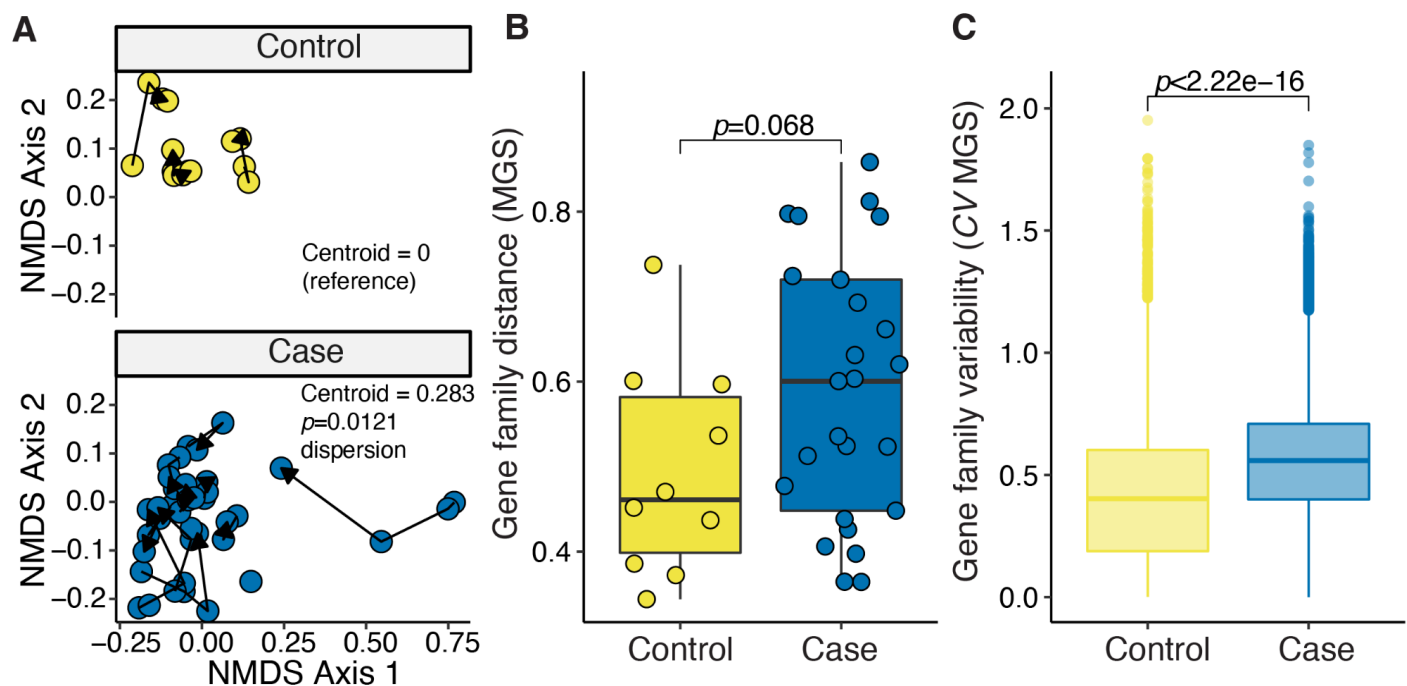 A
Control
NMDS Axis 2
0.2
0.1
0.0
−0.1
−0.2
Centroid = 0
(reference)
Case
NMDS Axis 2
0.2
0.1
0.0
−0.1
−0.2
Centroid = 0.283
p=0.0121
dispersion
−0.25
0.00
0.25
0.50
0.75
NMDS Axis 1
B
Gene family distance (MGS)
0.8
0.6
0.4
p=0.068
Control
Case
C
Gene family variability (CV MGS)
2.0
1.5
1.0
0.5
0.0
p<2.22e−16
Control
Case